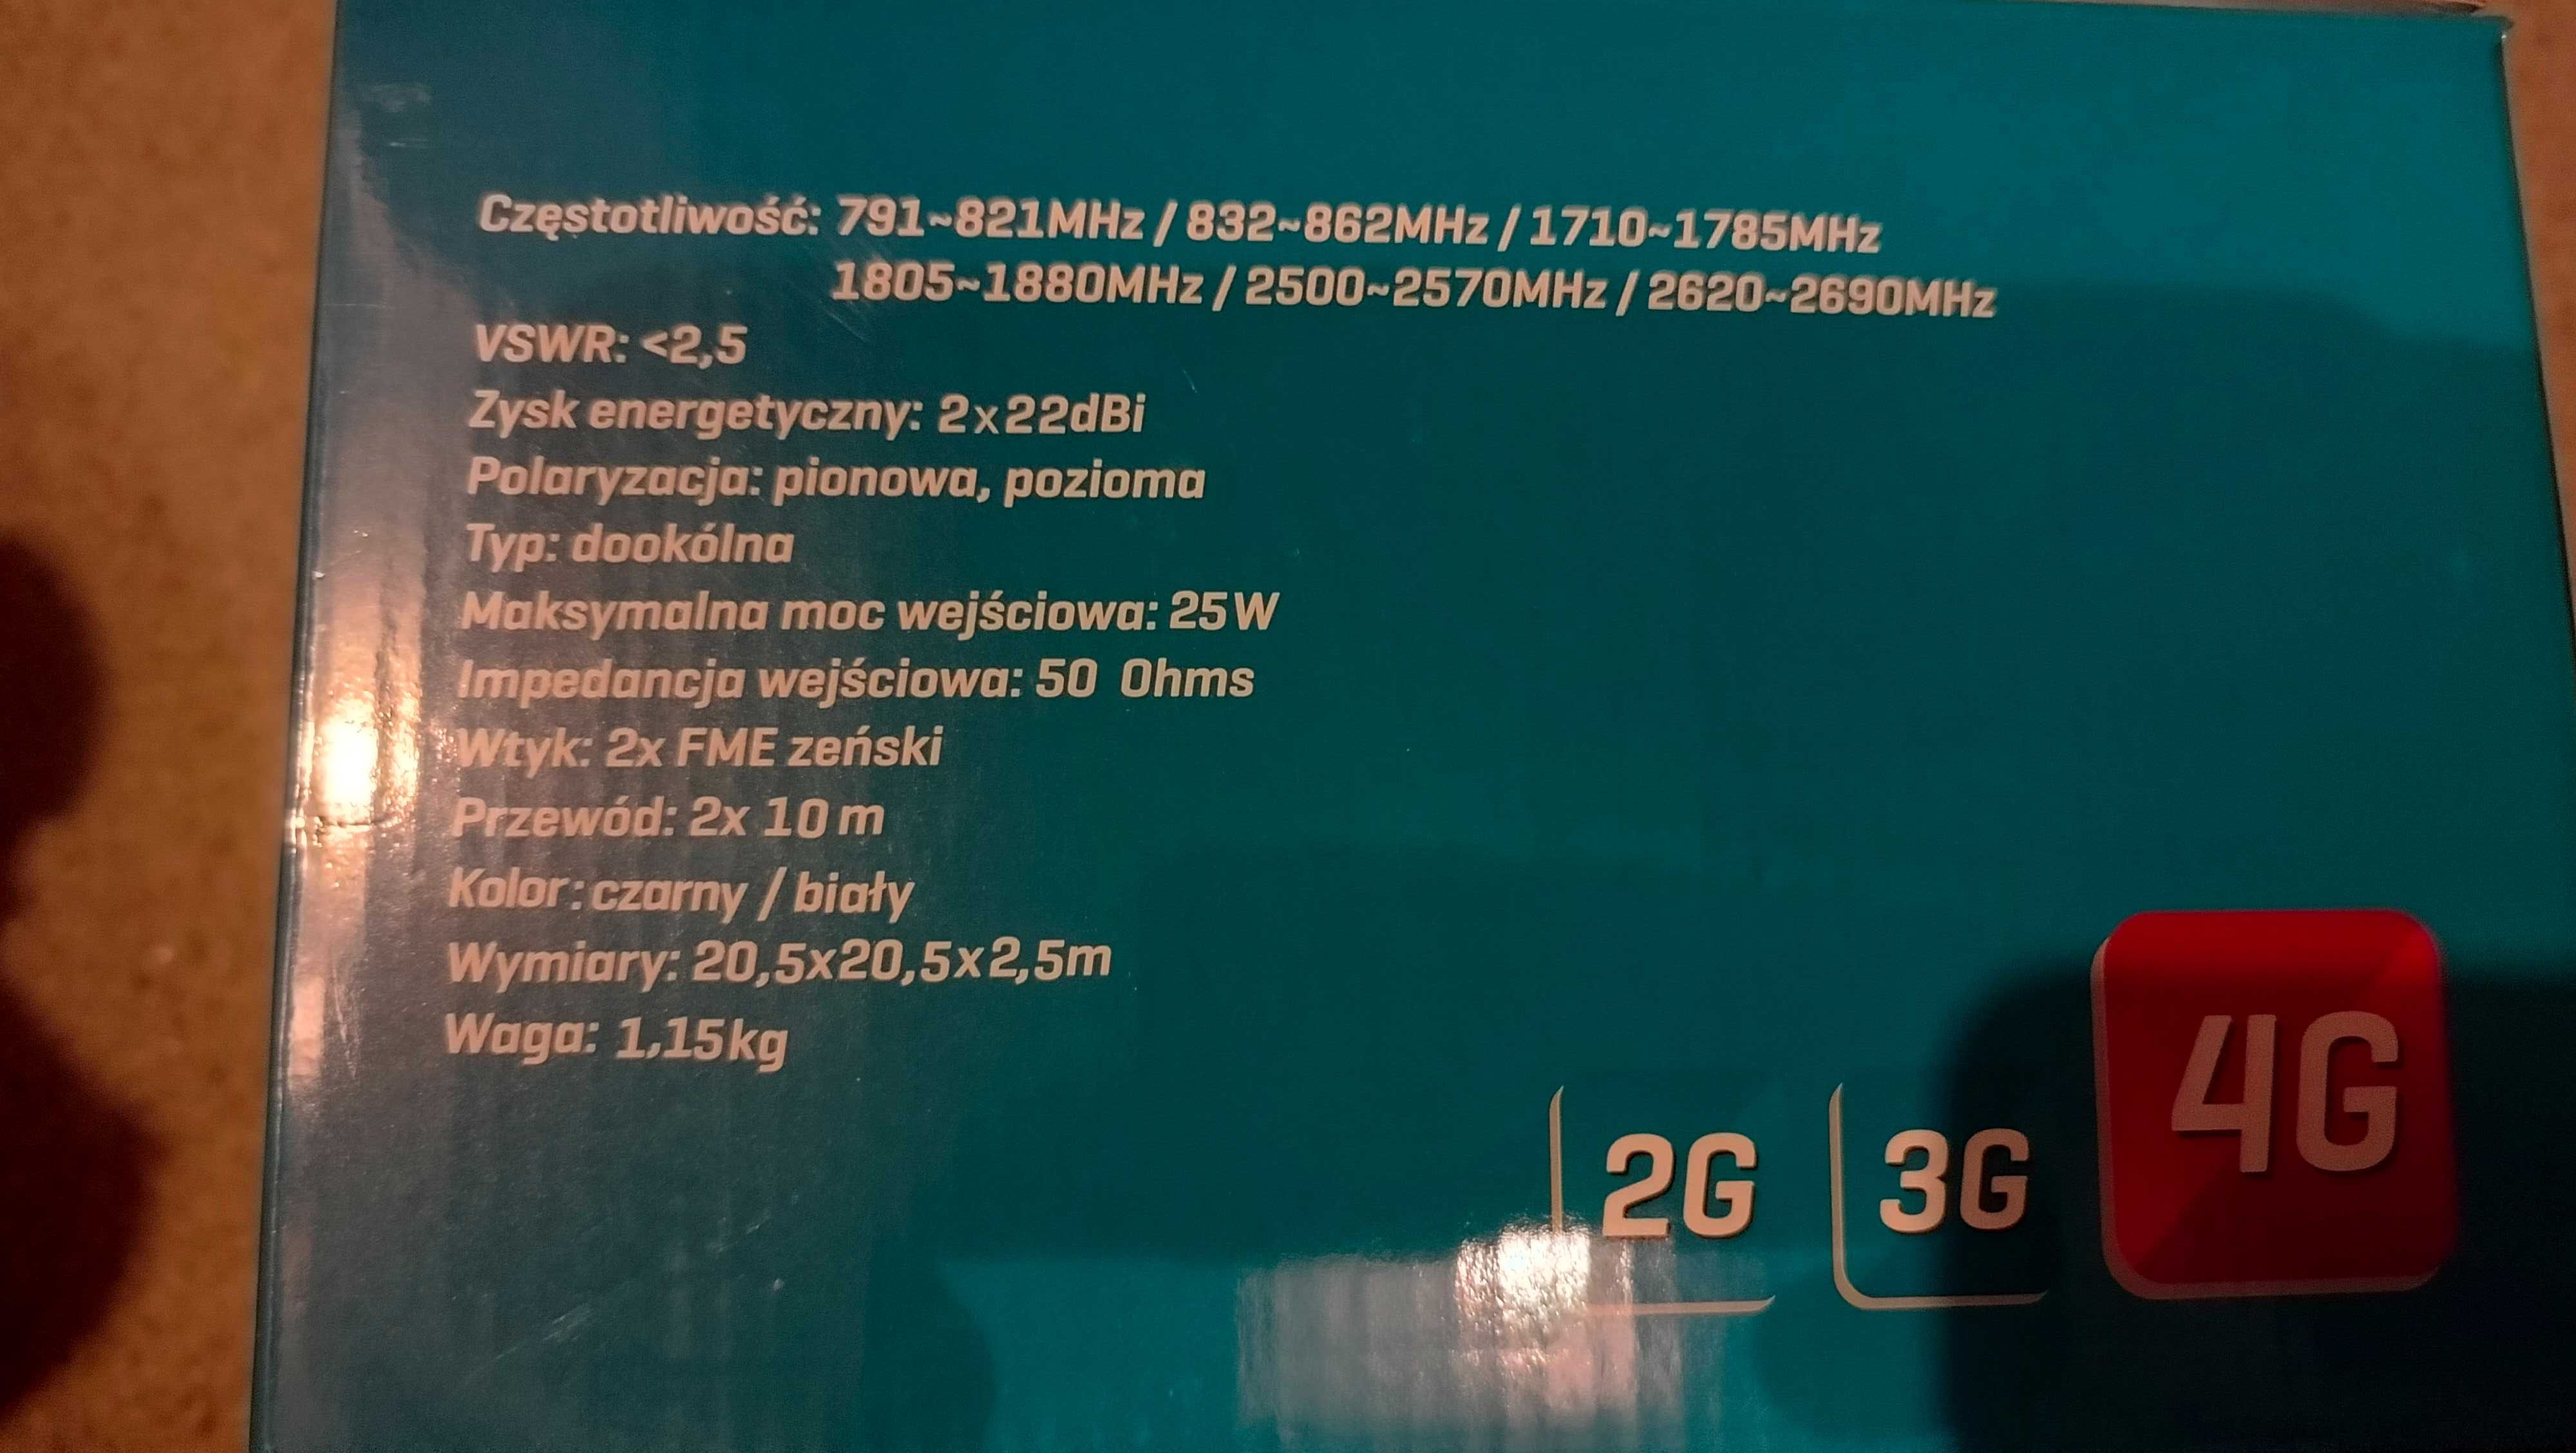 Częstotliwość: 791~821MHz / 832~862MHz / 1710~1785MHz
1805~1880MHz / 2500~2570MHz / 2620~2690MHz
VSWR: <2,5
Zysk energetyczny: 2x22dBi
Polaryzacja: pionowa, pozioma
Typ: dookólna
Maksymalna moc wejściowa: 25W
Impedancja wejściowa: 50 Ohms
Wtyk: 2x FME zeński
Przewód: 2x 10m
Kolor: czarny / biały
Wymiary: 20,5x20,5x2,5m
Waga: 1,15kg
2G 3G 4G